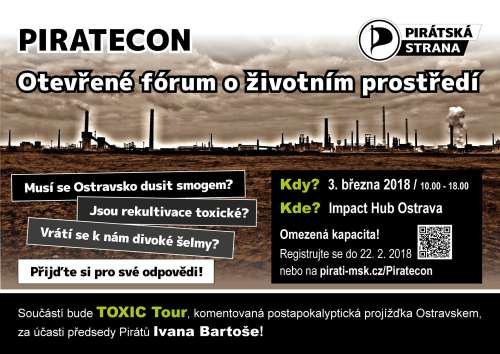 PIRATECON
PIRÁTSKÁ
STRANA
Otevřené fórum o životním prostředí
Musí se Ostravsko dusit smogem?
Jsou rekultivace toxické?
Vrátí se k nám divoké šelmy?
Přijďte si pro své odpovědi!
Kdy? 3. března 2018 / 10.00 - 18.00
Kde? Impact Hub Ostrava
Omezená kapacita!
Registrujte se do 22. 2. 2018
nebo na pirati-msk.cz/Piratecon
Součástí bude TOXIC Tour, komentovaná postapokalyptická projížďka Ostravskem,
za účasti předsedy Pirátů Ivana Bartoše!